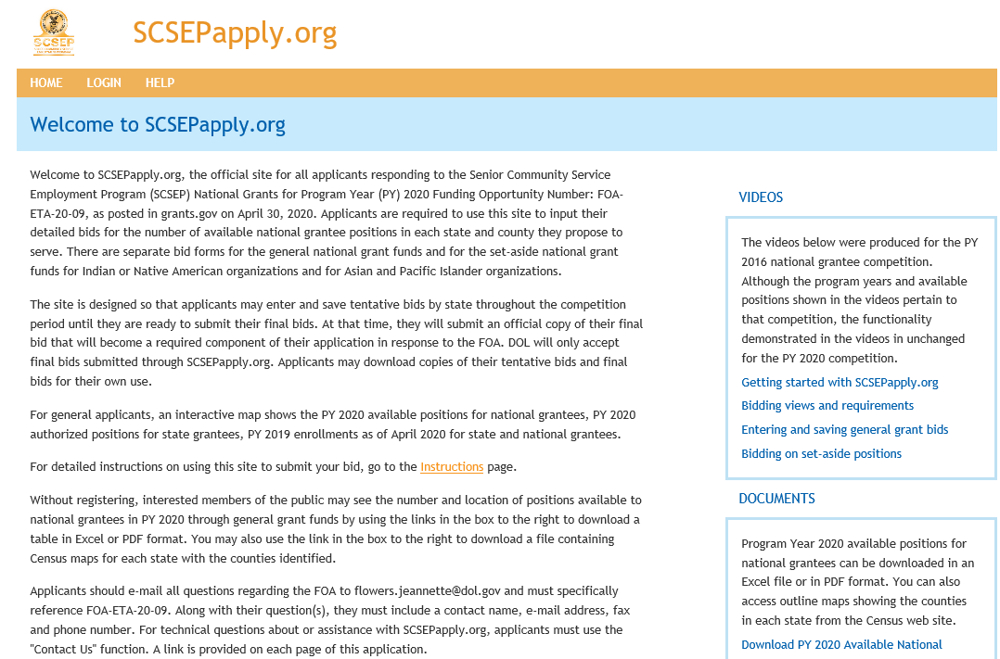 SCSEP
SCSEPapply.org
HOME LOGIN HELP
Welcome to SCSEPapply.org
Welcome to SCSEPapply.org, the official site for all applicants responding to the Senior Community Service
Employment Program (SCSEP) National Grants for Program Year (PY) 2020 Funding Opportunity Number: FOA-
ETA-20-09, as posted in grants.gov on April 30, 2020. Applicants are required to use this site to input their
detailed bids for the number of available national grantee positions in each state and county they propose to
serve. There are separate bid forms for the general national grant funds and for the set-aside national grant
funds for Indian or Native American organizations and for Asian and Pacific Islander organizations.
The site is designed so that applicants may enter and save tentative bids by state throughout the competition
period until they are ready to submit their final bids. At that time, they will submit an official copy of their final
bid that will become a required component of their application in response to the FOA. DOL will only accept
final bids submitted through SCSEPapply.org. Applicants may download copies of their tentative bids and final
bids for their own use.
For general applicants, an interactive map shows the PY 2020 available positions for national grantees, PY 2020
authorized positions for state grantees, PY 2019 enrollments as of April 2020 for state and national grantees.
For detailed instructions on using this site to submit your bid, go to the Instructions page.
Without registering, interested members of the public may see the number and location of positions available to
national grantees in PY 2020 through general grant funds by using the links in the box to the right to download a
table in Excel or PDF format. You may also use the link in the box to the right to download a file containing
Census maps for each state with the counties identified.
Applicants should e-mail all questions regarding the FOA to flowers.jeannette@dol.gov and must specifically
reference FOA-ETA-20-09. Along with their question(s), they must include a contact name, e-mail address, fax
and phone number. For technical questions about or assistance with SCSEPapply.org, applicants must use the
"Contact Us" function. A link is provided on each page of this application.
VIDEOS
The videos below were produced for the PY
2016 national grantee competition.
Although the program years and available
positions shown in the videos pertain to
that competition, the functionality
demonstrated in the videos in unchanged
for the PY 2020 competition.
Getting started with SCSEPapply.org
Bidding views and requirements
Entering and saving general grant bids
Bidding on set-aside positions
DOCUMENTS
Program Year 2020 available positions for
national grantees can be downloaded in an
Excel file or in PDF format. You can also
access outline maps showing the counties
in each state from the Census web site.
Download PY 2020 Available National